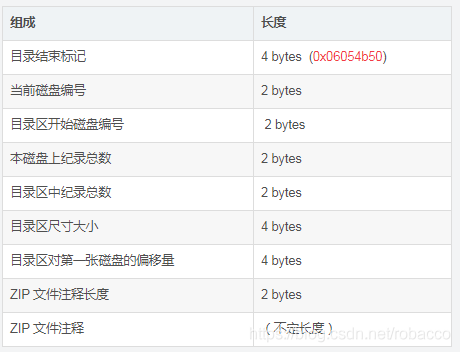 组成 长度
目录结束标记 4 bytes (0x06054b50)
当前磁盘编号 2 bytes
目录区开始磁盘编号 2 bytes
本磁盘上纪录总数 2 bytes
目录区中纪录总数 2 bytes
目录区尺寸大小 4 bytes
目录区对第一张磁盘的偏移量 4 bytes
ZIP 文件注释长度 2 bytes
ZIP 文件注释 (不定长度)
https://blog.csdn.net/robacco